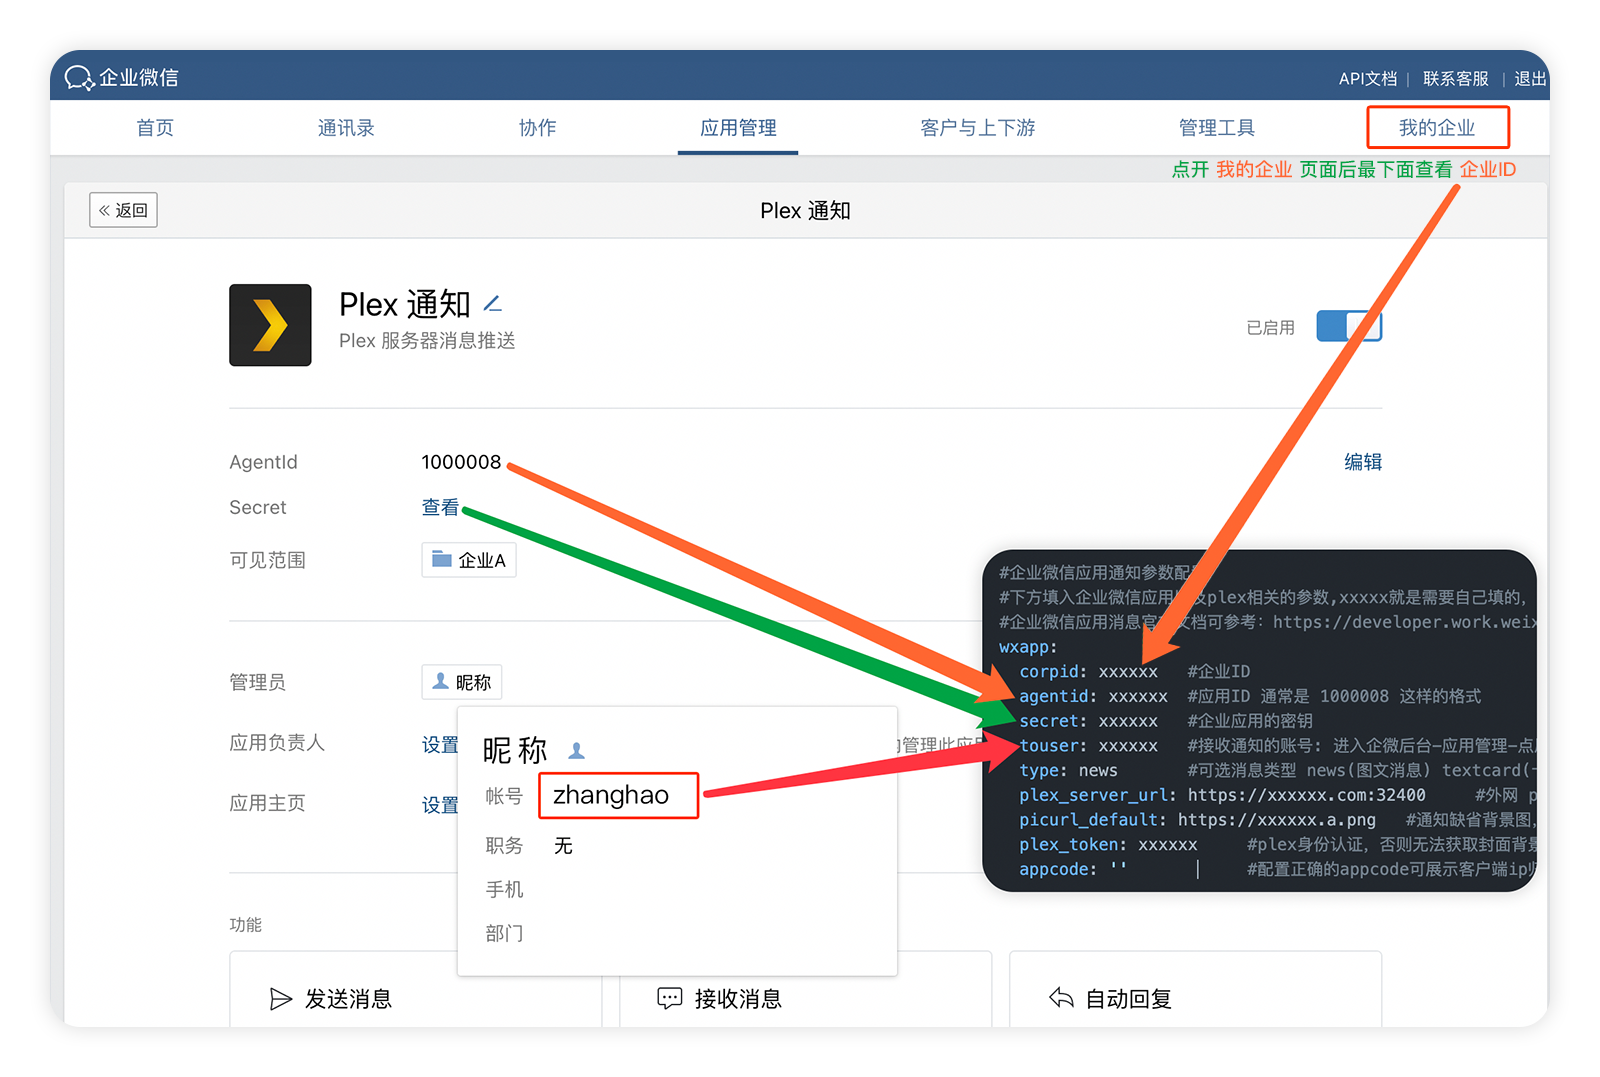 企业微信
API文档 | 联系客服 | 退出
首页 通讯录 协作 应用管理 客户与上下游 管理工具 我的企业
点开 我的企业 页面后最下面查看 企业ID
返回
Plex 通知
Plex 通知
Plex 服务器消息推送
已启用
AgentId 1000008
编辑
Secret 查看
可见范围 企业A
管理员 昵称
应用负责人 设置
管理此应
应用主页 设置
昵称
帐号 zhanghao
职务 无
手机
部门
功能
发送消息
接收消息
自动回复
#企业微信应用通知参数配
#下方填入企业微信应用 及plex相关的参数,xxxxx就是需要自己填的,
#企业微信应用消息官 文档可参考: https://developer.work.weix
wxapp:
corpid: xxxxxx #企业ID
agentid: xxxxxx #应用ID 通常是 1000008 这样的格式
secret: xxxxxx #企业应用的密钥
touser: xxxxxx #接收通知的账号: 进入企微后台-应用管理-点
type: news #可选消息类型 news(图文消息) textcard(
plex_server_url: https://xxxxxx.com:32400 #外网 p
picurl_default: https://xxxxxx.a.png #通知缺省背景图,
plex_token: xxxxxx #plex身份认证, 否则无法获取封面背景
appcode: '' #配置正确的appcode可展示客户端ip归